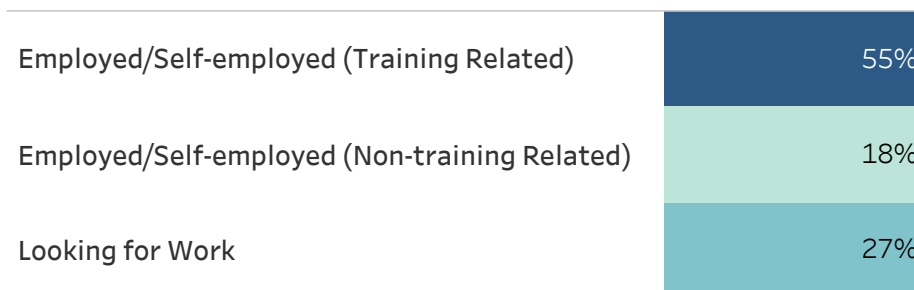 Employed/Self-employed (Training Related) 55%
Employed/Self-employed (Non-training Related) 18%
Looking for Work 27%